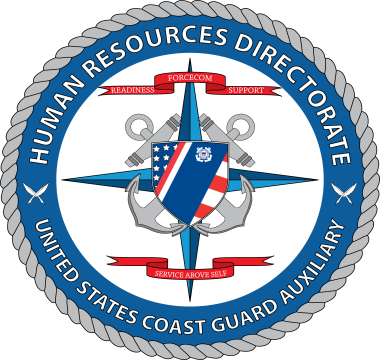 HUMAN RESOURCES DIRECTORATE
FORCECOM
READINESS SUPPORT
SERVICE ABOVE SELF
UNITED STATES COAST GUARD AUXILIARY